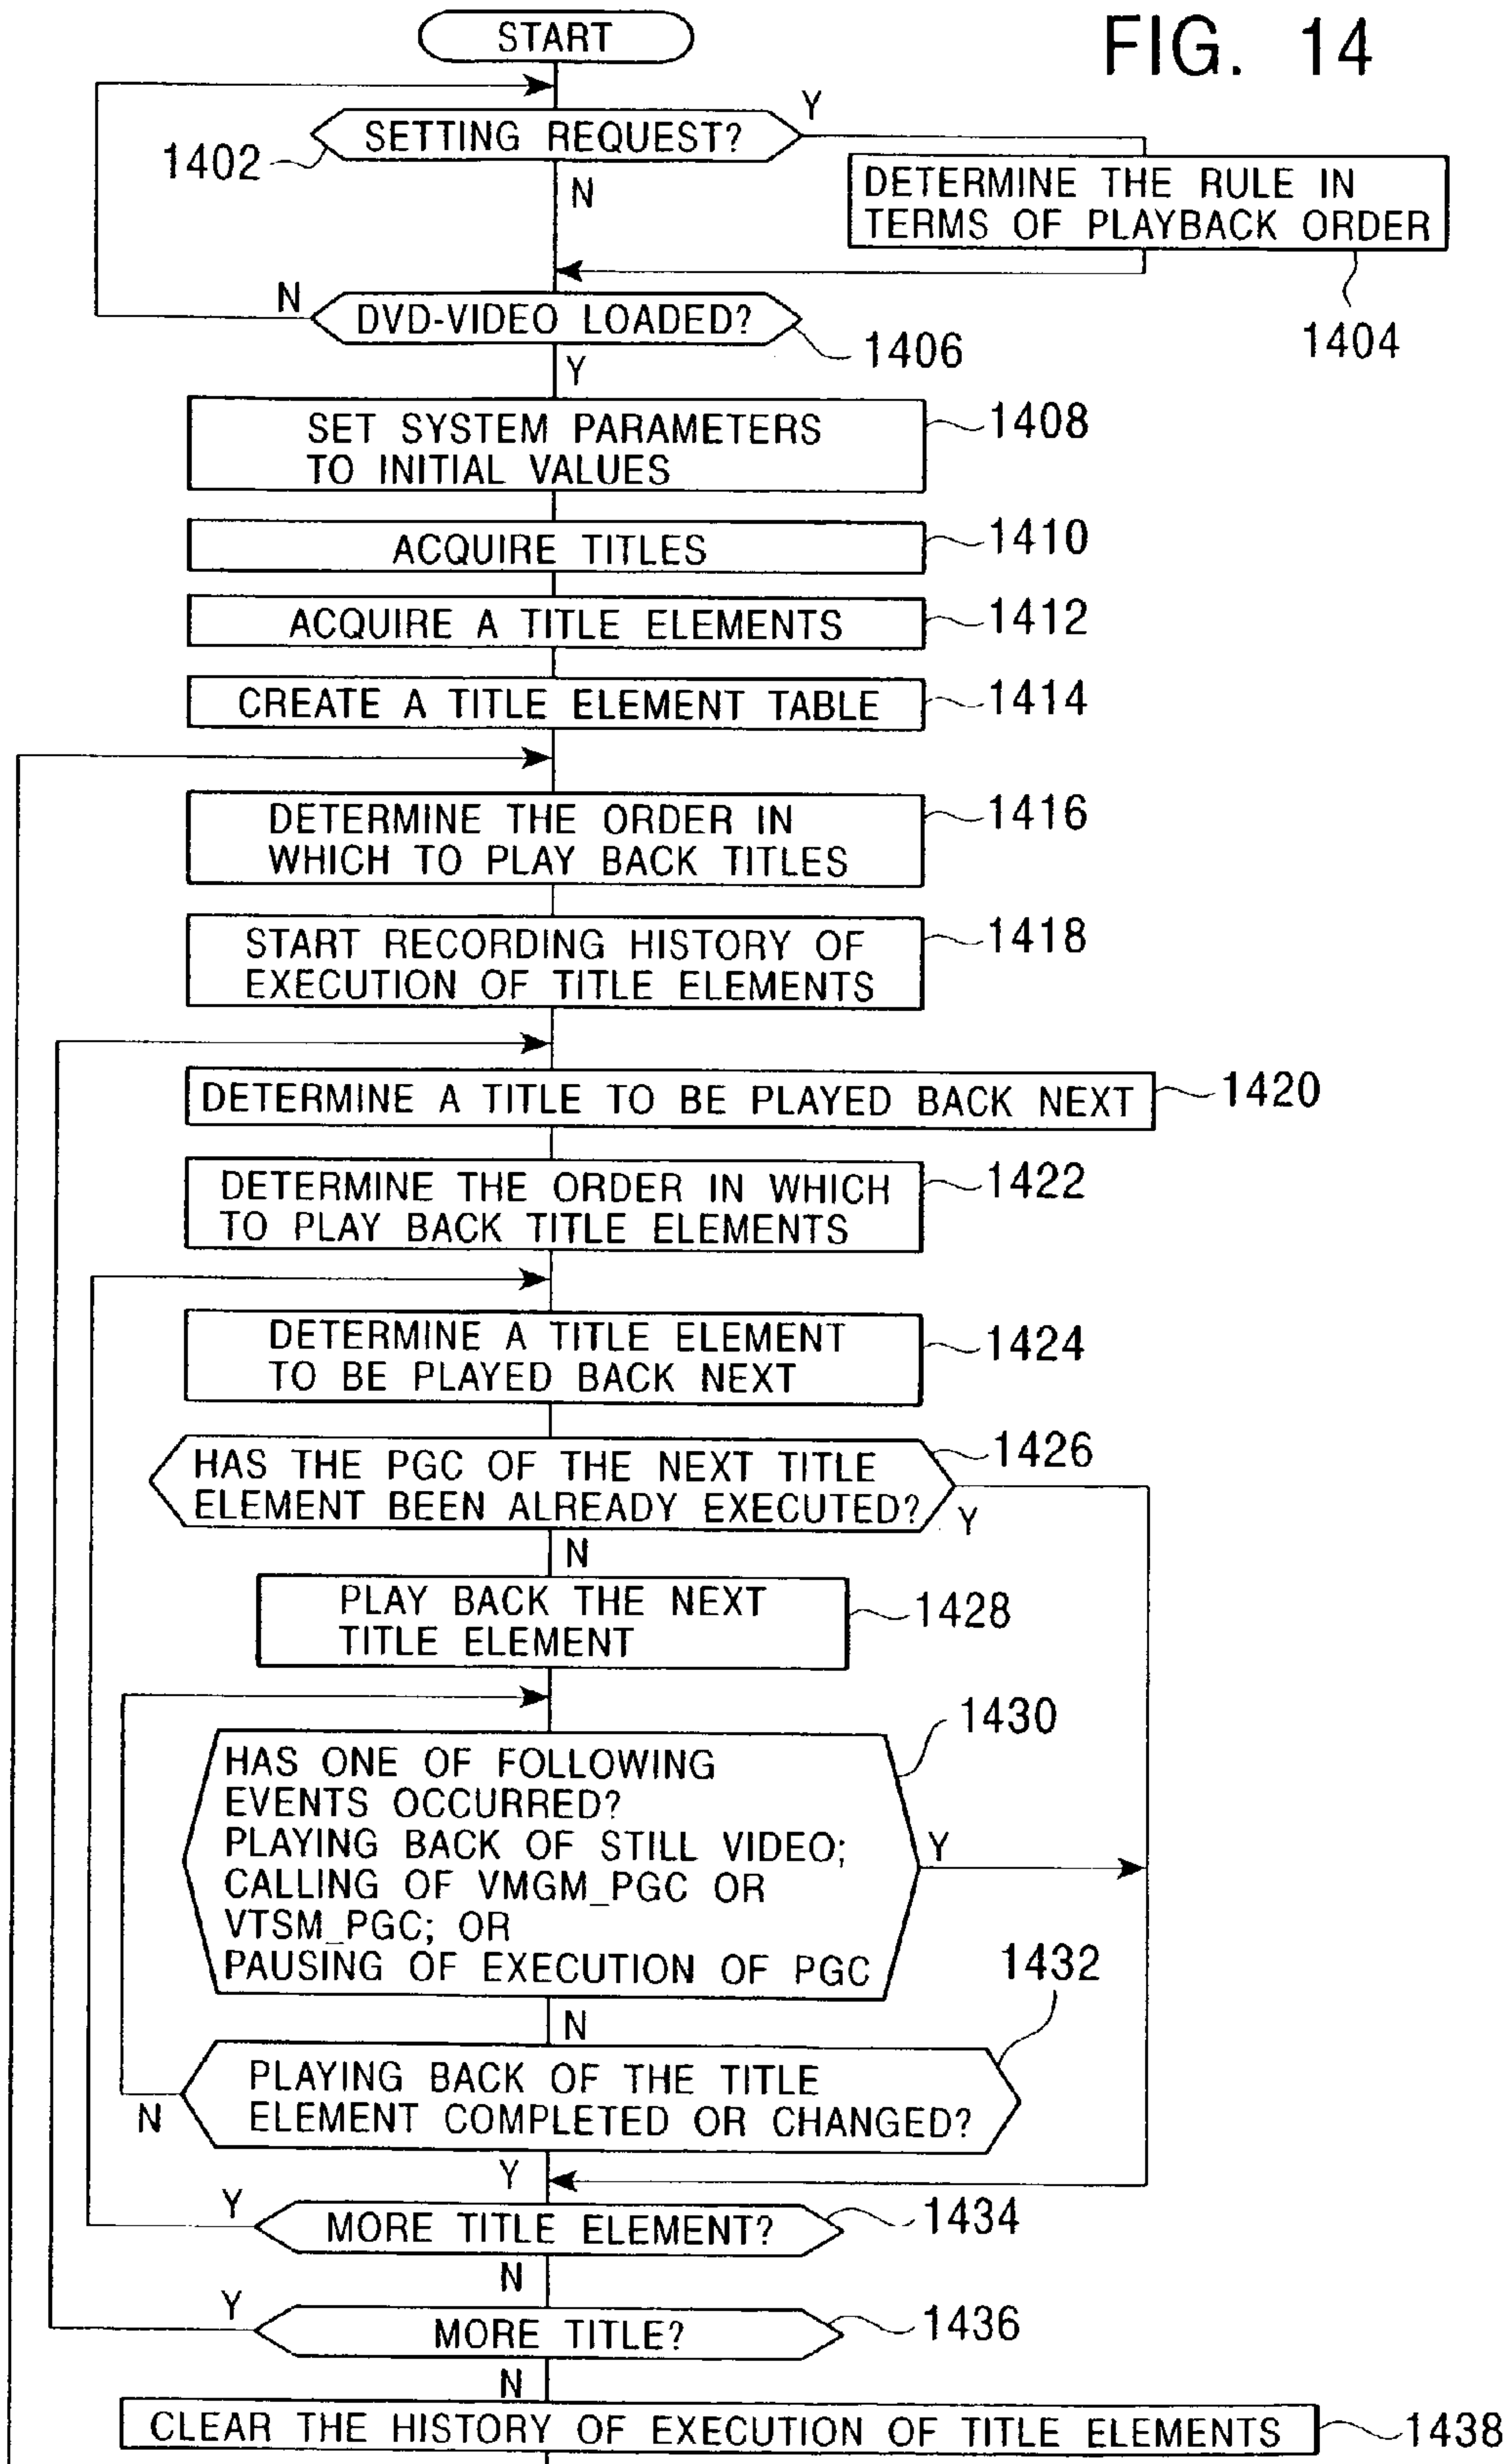 FIG. 14
START
SETTING REQUEST?
Y
1402
N
DETERMINE THE RULE IN
TERMS OF PLAYBACK ORDER
1404
N
DVD-VIDEO LOADED?
1406
Y
SET SYSTEM PARAMETERS
TO INITIAL VALUES
1408
ACQUIRE TITLES
1410
ACQUIRE A TITLE ELEMENTS
1412
CREATE A TITLE ELEMENT TABLE
1414
DETERMINE THE ORDER IN
WHICH TO PLAY BACK TITLES
1416
START RECORDING HISTORY OF
EXECUTION OF TITLE ELEMENTS
1418
DETERMINE A TITLE TO BE PLAYED BACK NEXT
1420
DETERMINE THE ORDER IN WHICH
TO PLAY BACK TITLE ELEMENTS
1422
DETERMINE A TITLE ELEMENT
TO BE PLAYED BACK NEXT
1424
HAS THE PGC OF THE NEXT TITLE
ELEMENT BEEN ALREADY EXECUTED?
1426
Y
N
PLAY BACK THE NEXT
TITLE ELEMENT
1428
1430
HAS ONE OF FOLLOWING
EVENTS OCCURRED?
PLAYING BACK OF STILL VIDEO;
CALLING OF VMGM_PGC OR
VTSM_PGC; OR
PAUSING OF EXECUTION OF PGC
Y
1432
N
PLAYING BACK OF THE TITLE
ELEMENT COMPLETED OR CHANGED?
N
Y
Y
MORE TITLE ELEMENT?
1434
N
Y
MORE TITLE?
1436
N
CLEAR THE HISTORY OF EXECUTION OF TITLE ELEMENTS
1438